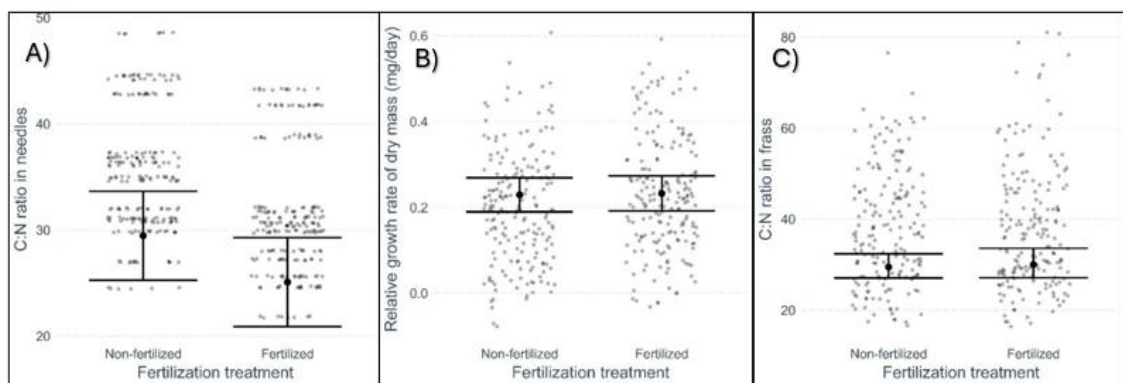 A)
C:N ratio in needles
50
40
30
20
Non-fertilized
Fertilized
Fertilization treatment
B)
Relative growth rate of dry mass (mg/day)
0.6
0.4
0.2
0.0
Non-fertilized
Fertilized
Fertilization treatment
C)
C:N ratio in frass
80
60
40
20
Non-fertilized
Fertilized
Fertilization treatment